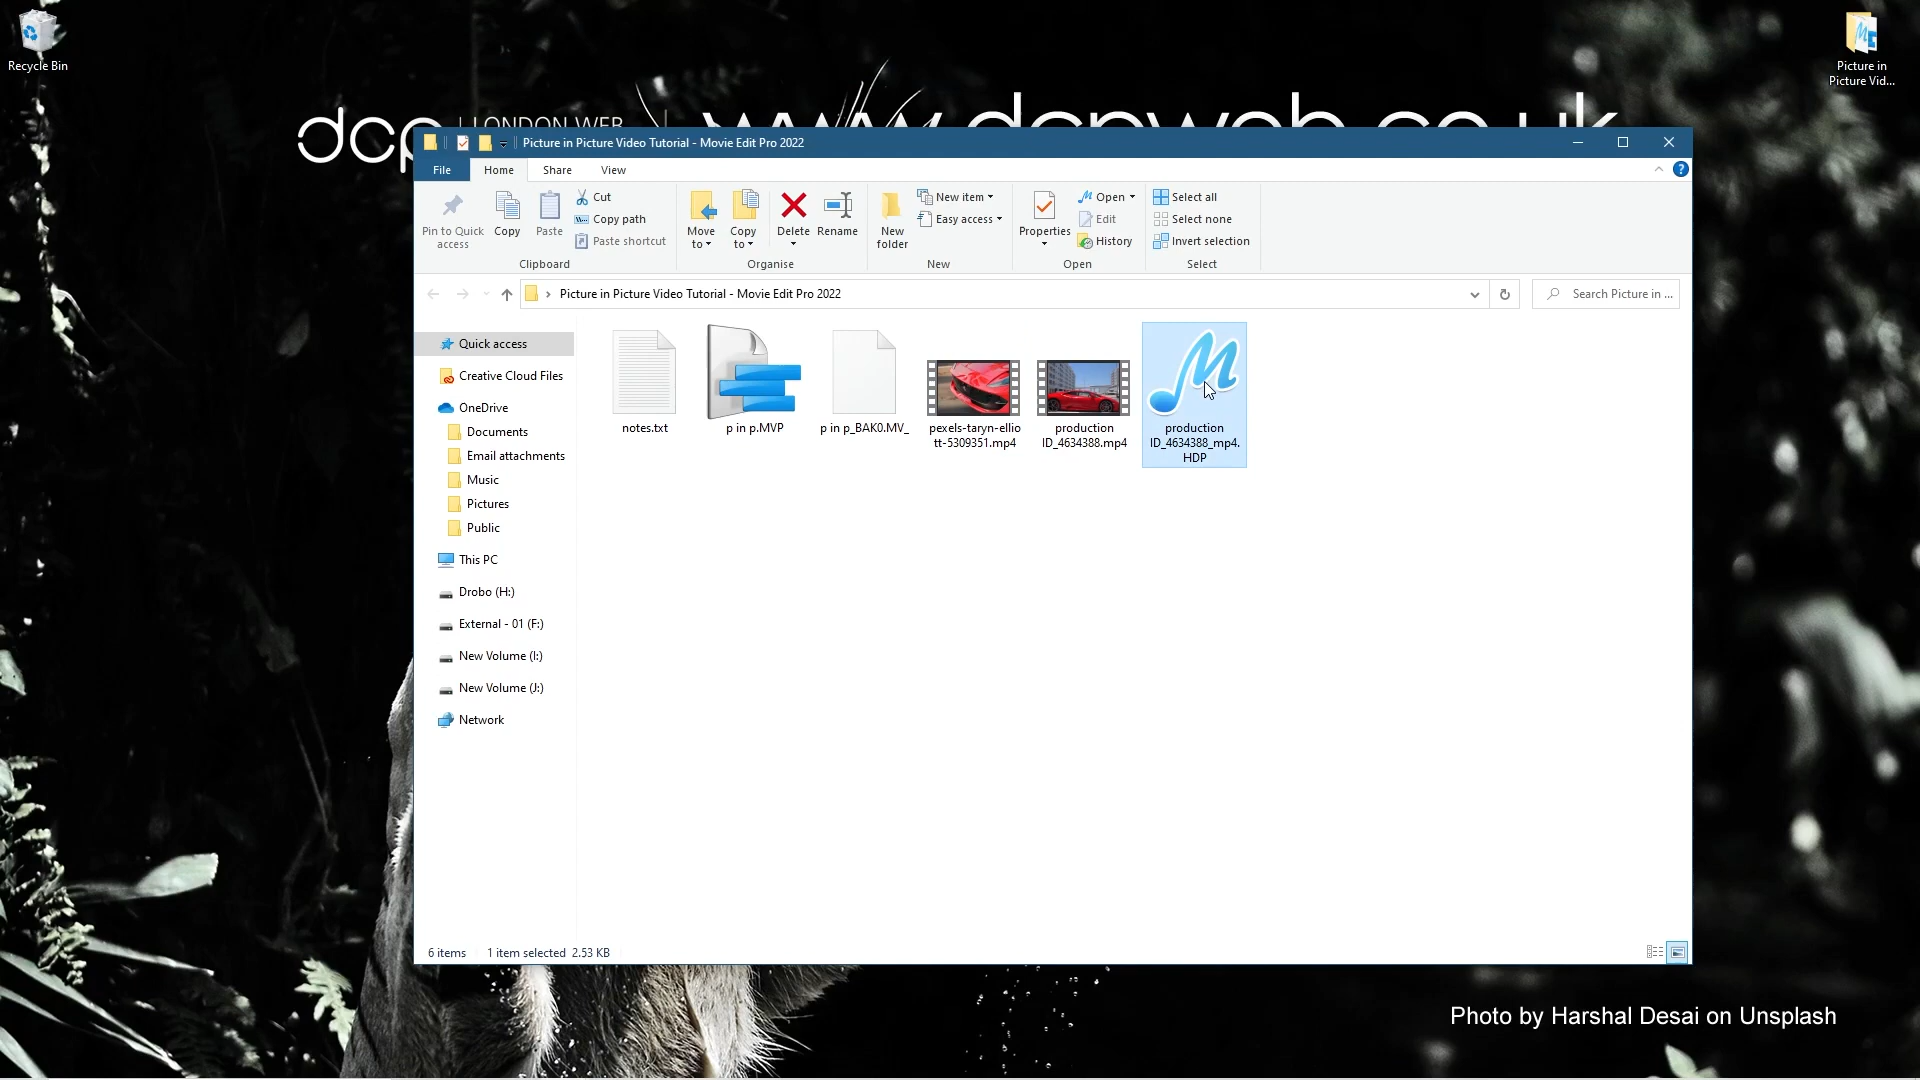 Recycle Bin
Picture in
Picture Vid...
dcp | LONDON WEB | www.dcpweb.co.uk
Picture in Picture Video Tutorial - Movie Edit Pro 2022
File Home Share View
Pin to Quick
access
Copy
Paste
Cut
Copy path
Paste shortcut
Clipboard
Move
to
Copy
to
Delete
Rename
Organise
New
folder
New item
Easy access
New
Properties
Open
Edit
History
Open
Select all
Select none
Invert selection
Select
Picture in Picture Video Tutorial - Movie Edit Pro 2022
Search Picture in ...
Quick access
Creative Cloud Files
OneDrive
Documents
Email attachments
Music
Pictures
Public
This PC
Drobo (H:)
External - 01 (F:)
New Volume (I:)
New Volume (J:)
Network
notes.txt
p in p.MVP
p in p_BAK0.MV_
pexels-taryn-ellio
tt-5309351.mp4
production
ID_4634388.mp4
production
ID_4634388_mp4.
HDP
6 items 1 item selected 2.53 KB
Photo by Harshal Desai on Unsplash